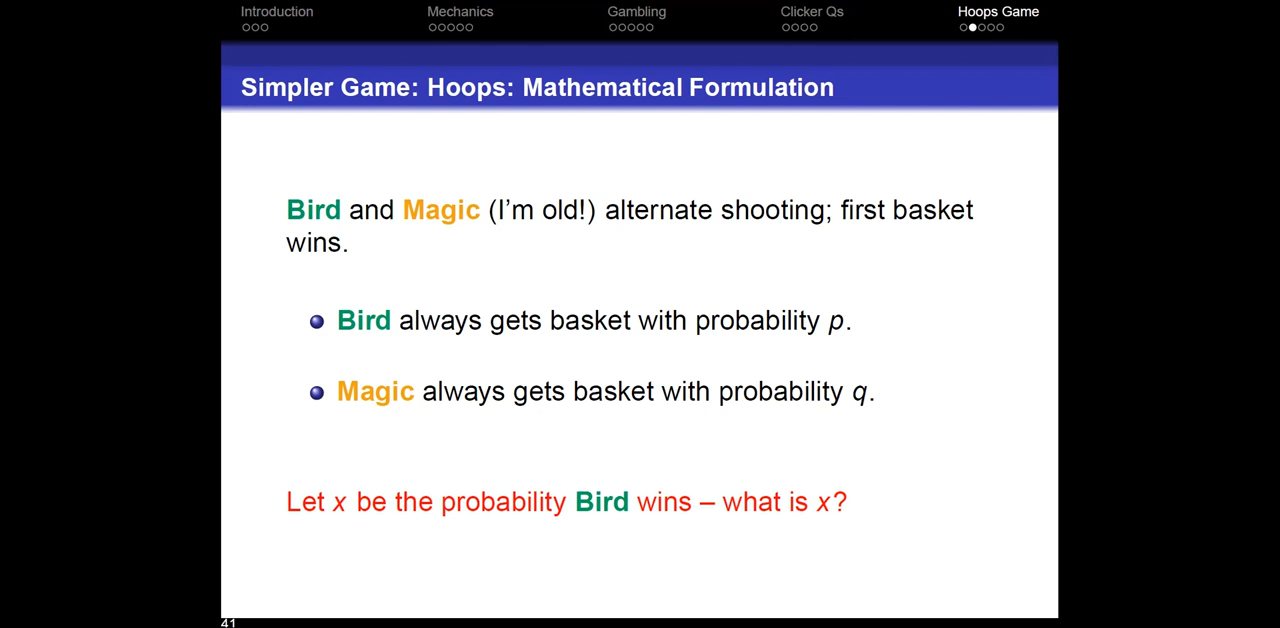 Introduction Mechanics Gambling Clicker Qs Hoops Game
Simpler Game: Hoops: Mathematical Formulation
Bird and Magic (I'm old!) alternate shooting; first basket
wins.
Bird always gets basket with probability p.
Magic always gets basket with probability q.
Let x be the probability Bird wins – what is x?
41